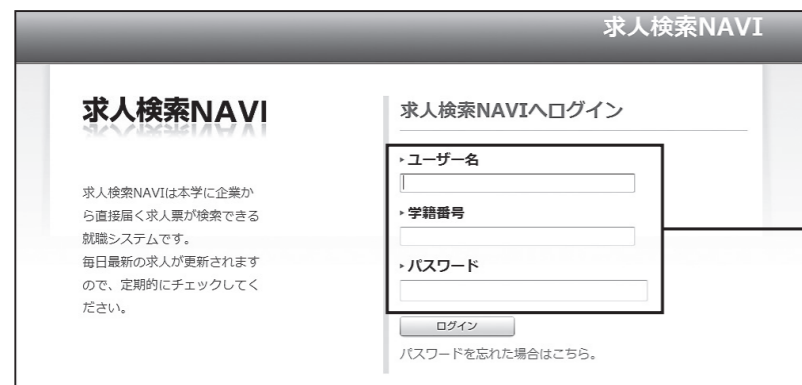 求人検索NAVI
求人検索NAVI
求人検索NAVIは本学に企業か
ら直接届く求人票が検索できる
就職システムです。
毎日最新の求人が更新されます
ので、定期的にチェックしてく
ださい。
求人検索NAVIへログイン
ユーザー名
学籍番号
パスワード
ログイン
パスワードを忘れた場合はこちら。